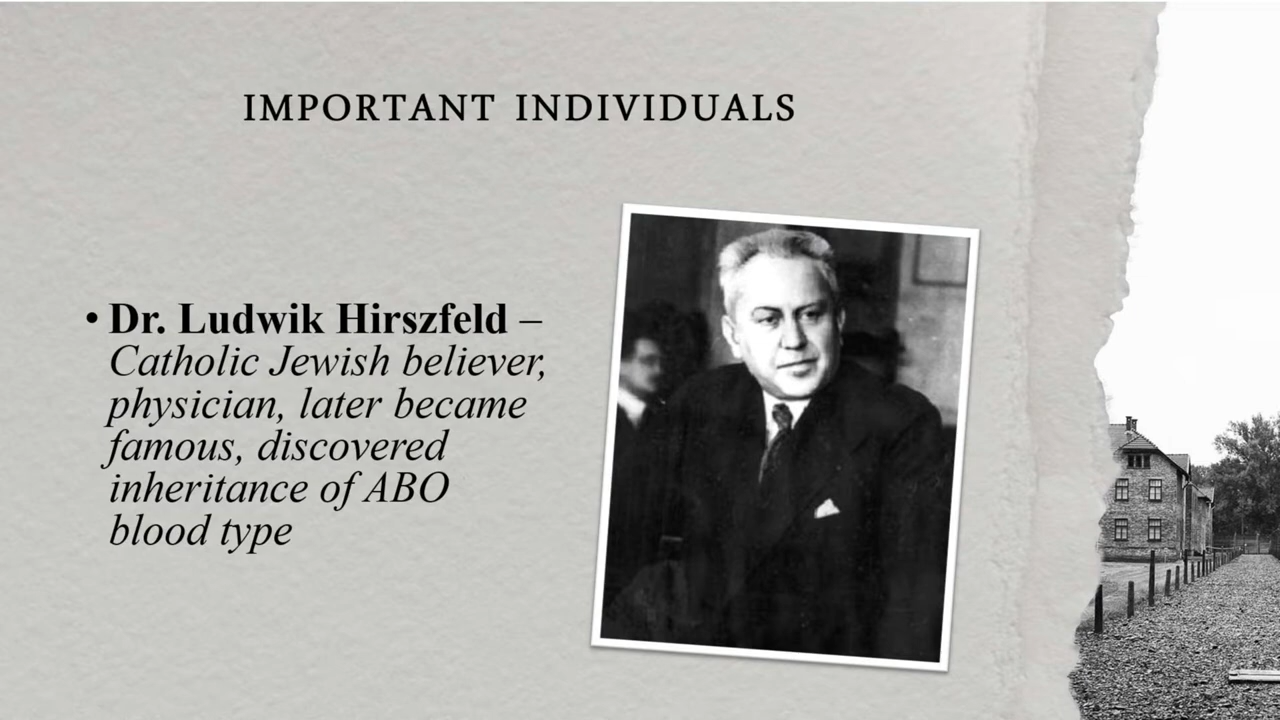 IMPORTANT INDIVIDUALS
• Dr. Ludwik Hirszfeld –
Catholic Jewish believer,
physician, later became
famous, discovered
inheritance of ABO
blood type